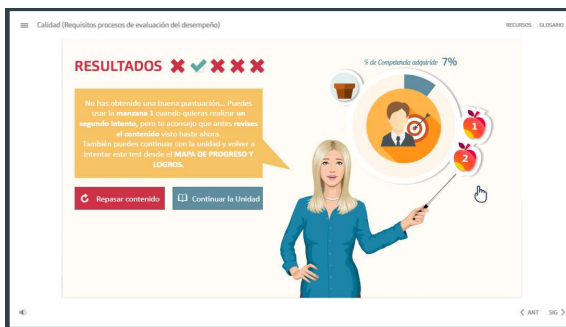 Calidad (Requisitos procesos de evaluación del desempeño)
RECURSOS GLOSARIO
RESULTADOS
% de Competencia adquirida 7%
No has obtenido una buena puntuación... Puedes
usar la manzana 1 cuando quieras realizar un
segundo intento, pero te aconsejo que antes revises
el contenido visto hasta ahora.
También puedes continuar con la unidad y volver a
intentar este test desde el MAPA DE PROGRESO Y
LOGROS.
1
2
Repasar contenido
Continuar la Unidad
ANT SIG